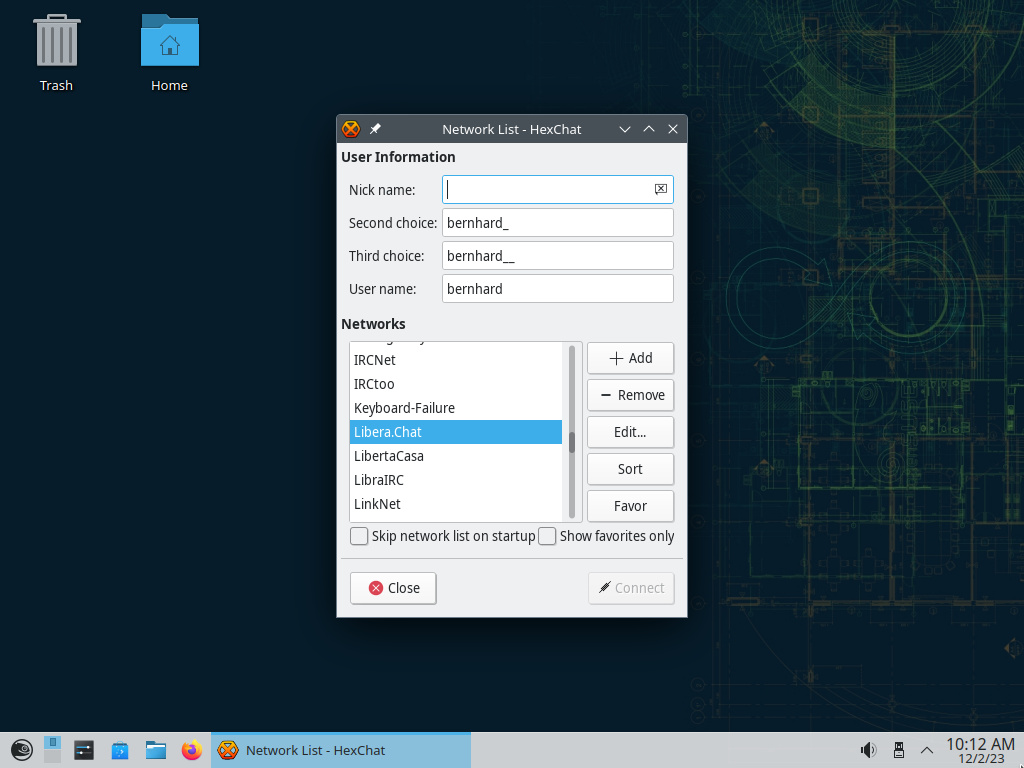 Trash
Home
Network List - HexChat
User Information
Nick name:
Second choice: bernhard_
Third choice: bernhard__
User name: bernhard
Networks
IRCNet
IRCtoo
Keyboard-Failure
Libera.Chat
LibertaCasa
LibraIRC
LinkNet
Add
Remove
Edit...
Sort
Favor
Skip network list on startup
Show favorites only
Close
Connect
Network List - HexChat
10:12 AM
12/2/23